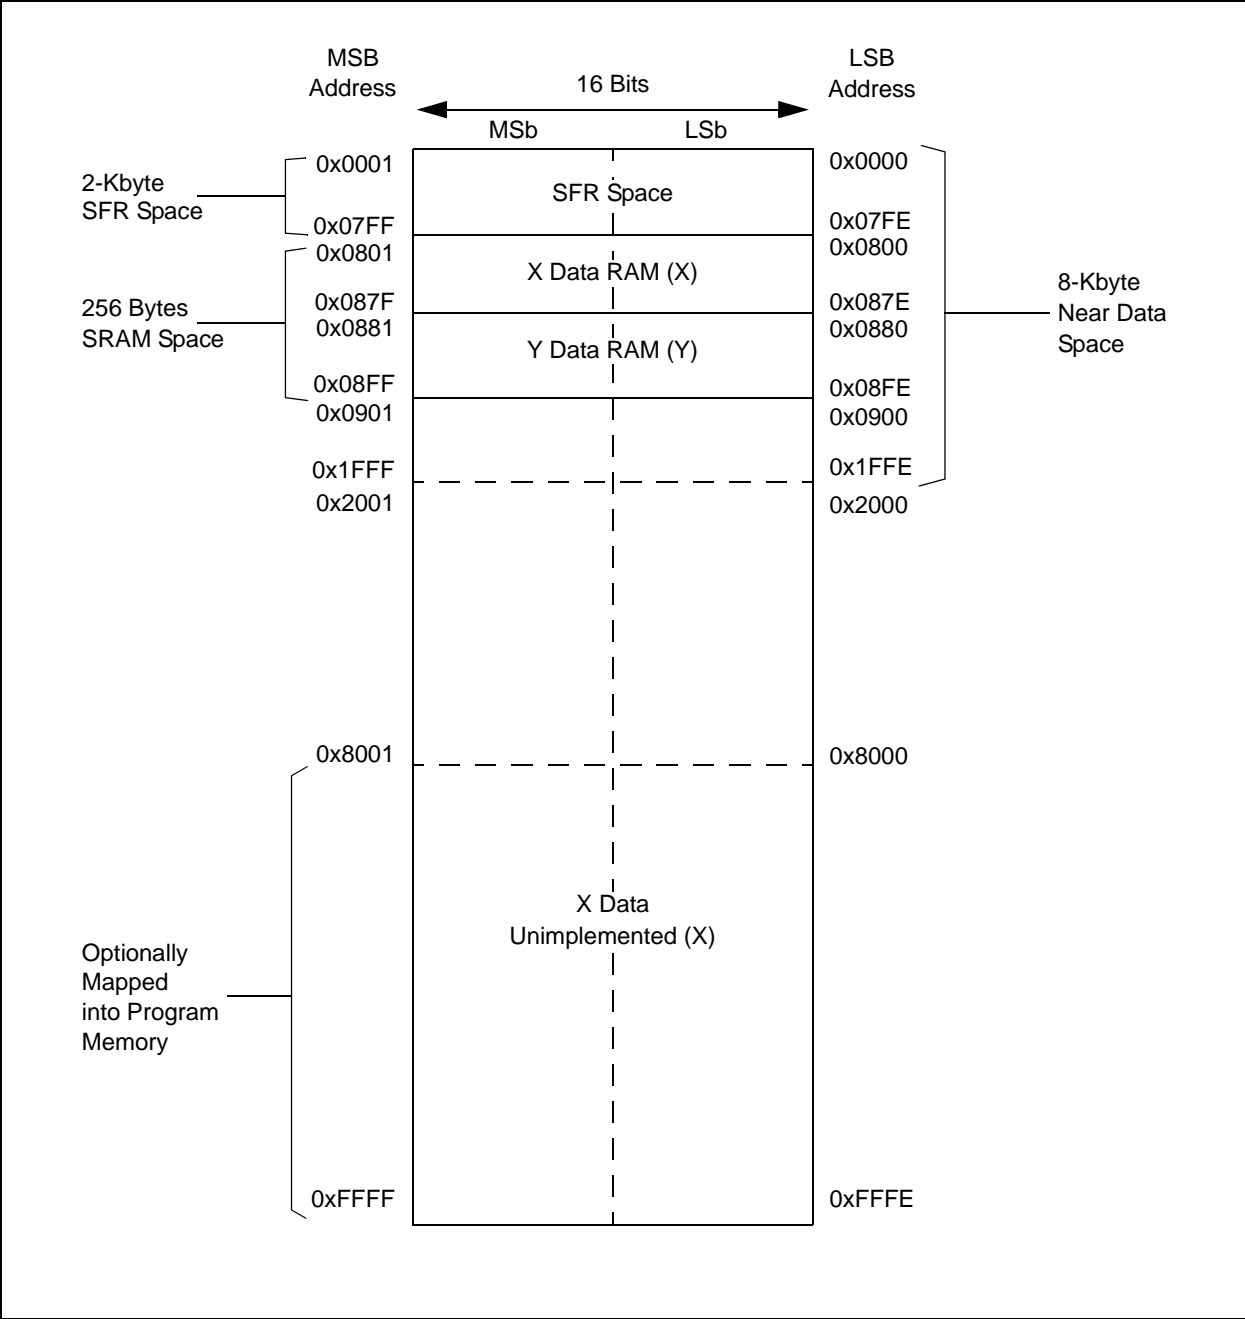 MSB
Address
LSB
Address
16 Bits
MSb
LSb
0x0001
0x0000
2-Kbyte
SFR Space
SFR Space
0x07FF
0x07FE
0x0801
0x0800
X Data RAM (X)
256 Bytes
SRAM Space
0x087F
0x087E
0x0881
0x0880
8-Kbyte
Near Data
Space
Y Data RAM (Y)
0x08FF
0x08FE
0x0901
0x0900
0x1FFF
0x1FFE
0x2001
0x2000
0x8001
0x8000
X Data
Unimplemented (X)
Optionally
Mapped
into Program
Memory
0xFFFF
0xFFFE